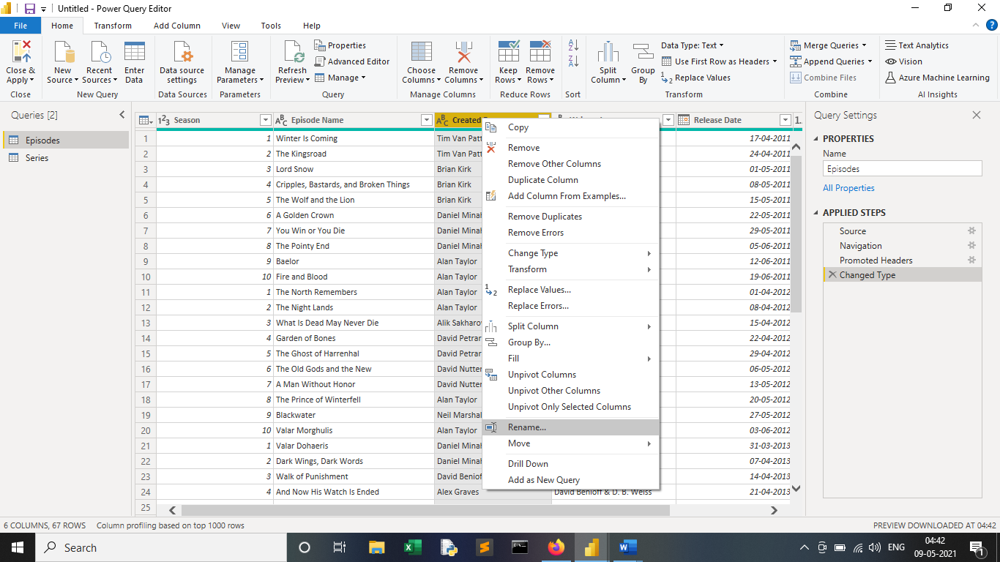 Untitled - Power Query Editor
File Home Transform Add Column View Tools Help
Close & Apply
Close
New Source
Recent Sources
Enter Data
New Query
Data source settings
Data Sources
Manage Parameters
Parameters
Refresh Preview
Properties
Advanced Editor
Manage
Query
Choose Columns
Remove Columns
Manage Columns
Keep Rows
Remove Rows
Reduce Rows
A
Z
Z
A
Sort
Split Column
Group By
Data Type: Text
Use First Row as Headers
Replace Values
Transform
Merge Queries
Append Queries
Combine Files
Combine
Text Analytics
Vision
Azure Machine Learning
AI Insights
Queries [2]
Episodes
Series
Season Episode Name Created Release Date
1 1 Winter Is Coming Tim Van Patt 17-04-2011
2 2 The Kingsroad Tim Van Patt 24-04-2011
3 3 Lord Snow Brian Kirk 01-05-2011
4 4 Cripples, Bastards, and Broken Things Brian Kirk 08-05-2011
5 5 The Wolf and the Lion Brian Kirk 15-05-2011
6 6 A Golden Crown Daniel Minah 22-05-2011
7 7 You Win or You Die Daniel Minah 29-05-2011
8 8 The Pointy End Daniel Minah 05-06-2011
9 9 Baelor Alan Taylor 12-06-2011
10 10 Fire and Blood Alan Taylor 19-06-2011
11 1 The North Remembers Alan Taylor 01-04-2012
12 2 The Night Lands Alan Taylor 08-04-2012
13 3 What Is Dead May Never Die Alik Sakharo 15-04-2012
14 4 Garden of Bones David Petrar 22-04-2012
15 5 The Ghost of Harrenhal David Petrar 29-04-2012
16 6 The Old Gods and the New David Nutter 06-05-2012
17 7 A Man Without Honor David Nutter 13-05-2012
18 8 The Prince of Winterfell Alan Taylor 20-05-2012
19 9 Blackwater Neil Marshal 27-05-2012
20 10 Valar Morghulis Alan Taylor 03-06-2012
21 1 Valar Dohaeris Daniel Minah 31-03-2013
22 2 Dark Wings, Dark Words Daniel Minah 07-04-2013
23 3 Walk of Punishment David Beniof 14-04-2013
24 4 And Now His Watch Is Ended Alex Graves David Benioff & D. B. Weiss 21-04-2013
25
Copy
Remove
Remove Other Columns
Duplicate Column
Add Column From Examples...
Remove Duplicates
Remove Errors
Change Type
Transform
Replace Values...
Replace Errors...
Split Column
Group By...
Fill
Unpivot Columns
Unpivot Other Columns
Unpivot Only Selected Columns
Rename...
Move
Drill Down
Add as New Query
Query Settings
PROPERTIES
Name
Episodes
All Properties
APPLIED STEPS
Source
Navigation
Promoted Headers
Changed Type
6 COLUMNS, 67 ROWS Column profiling based on top 1000 rows PREVIEW DOWNLOADED AT 04:42
Search
ENG
04:42
09-05-2021
1